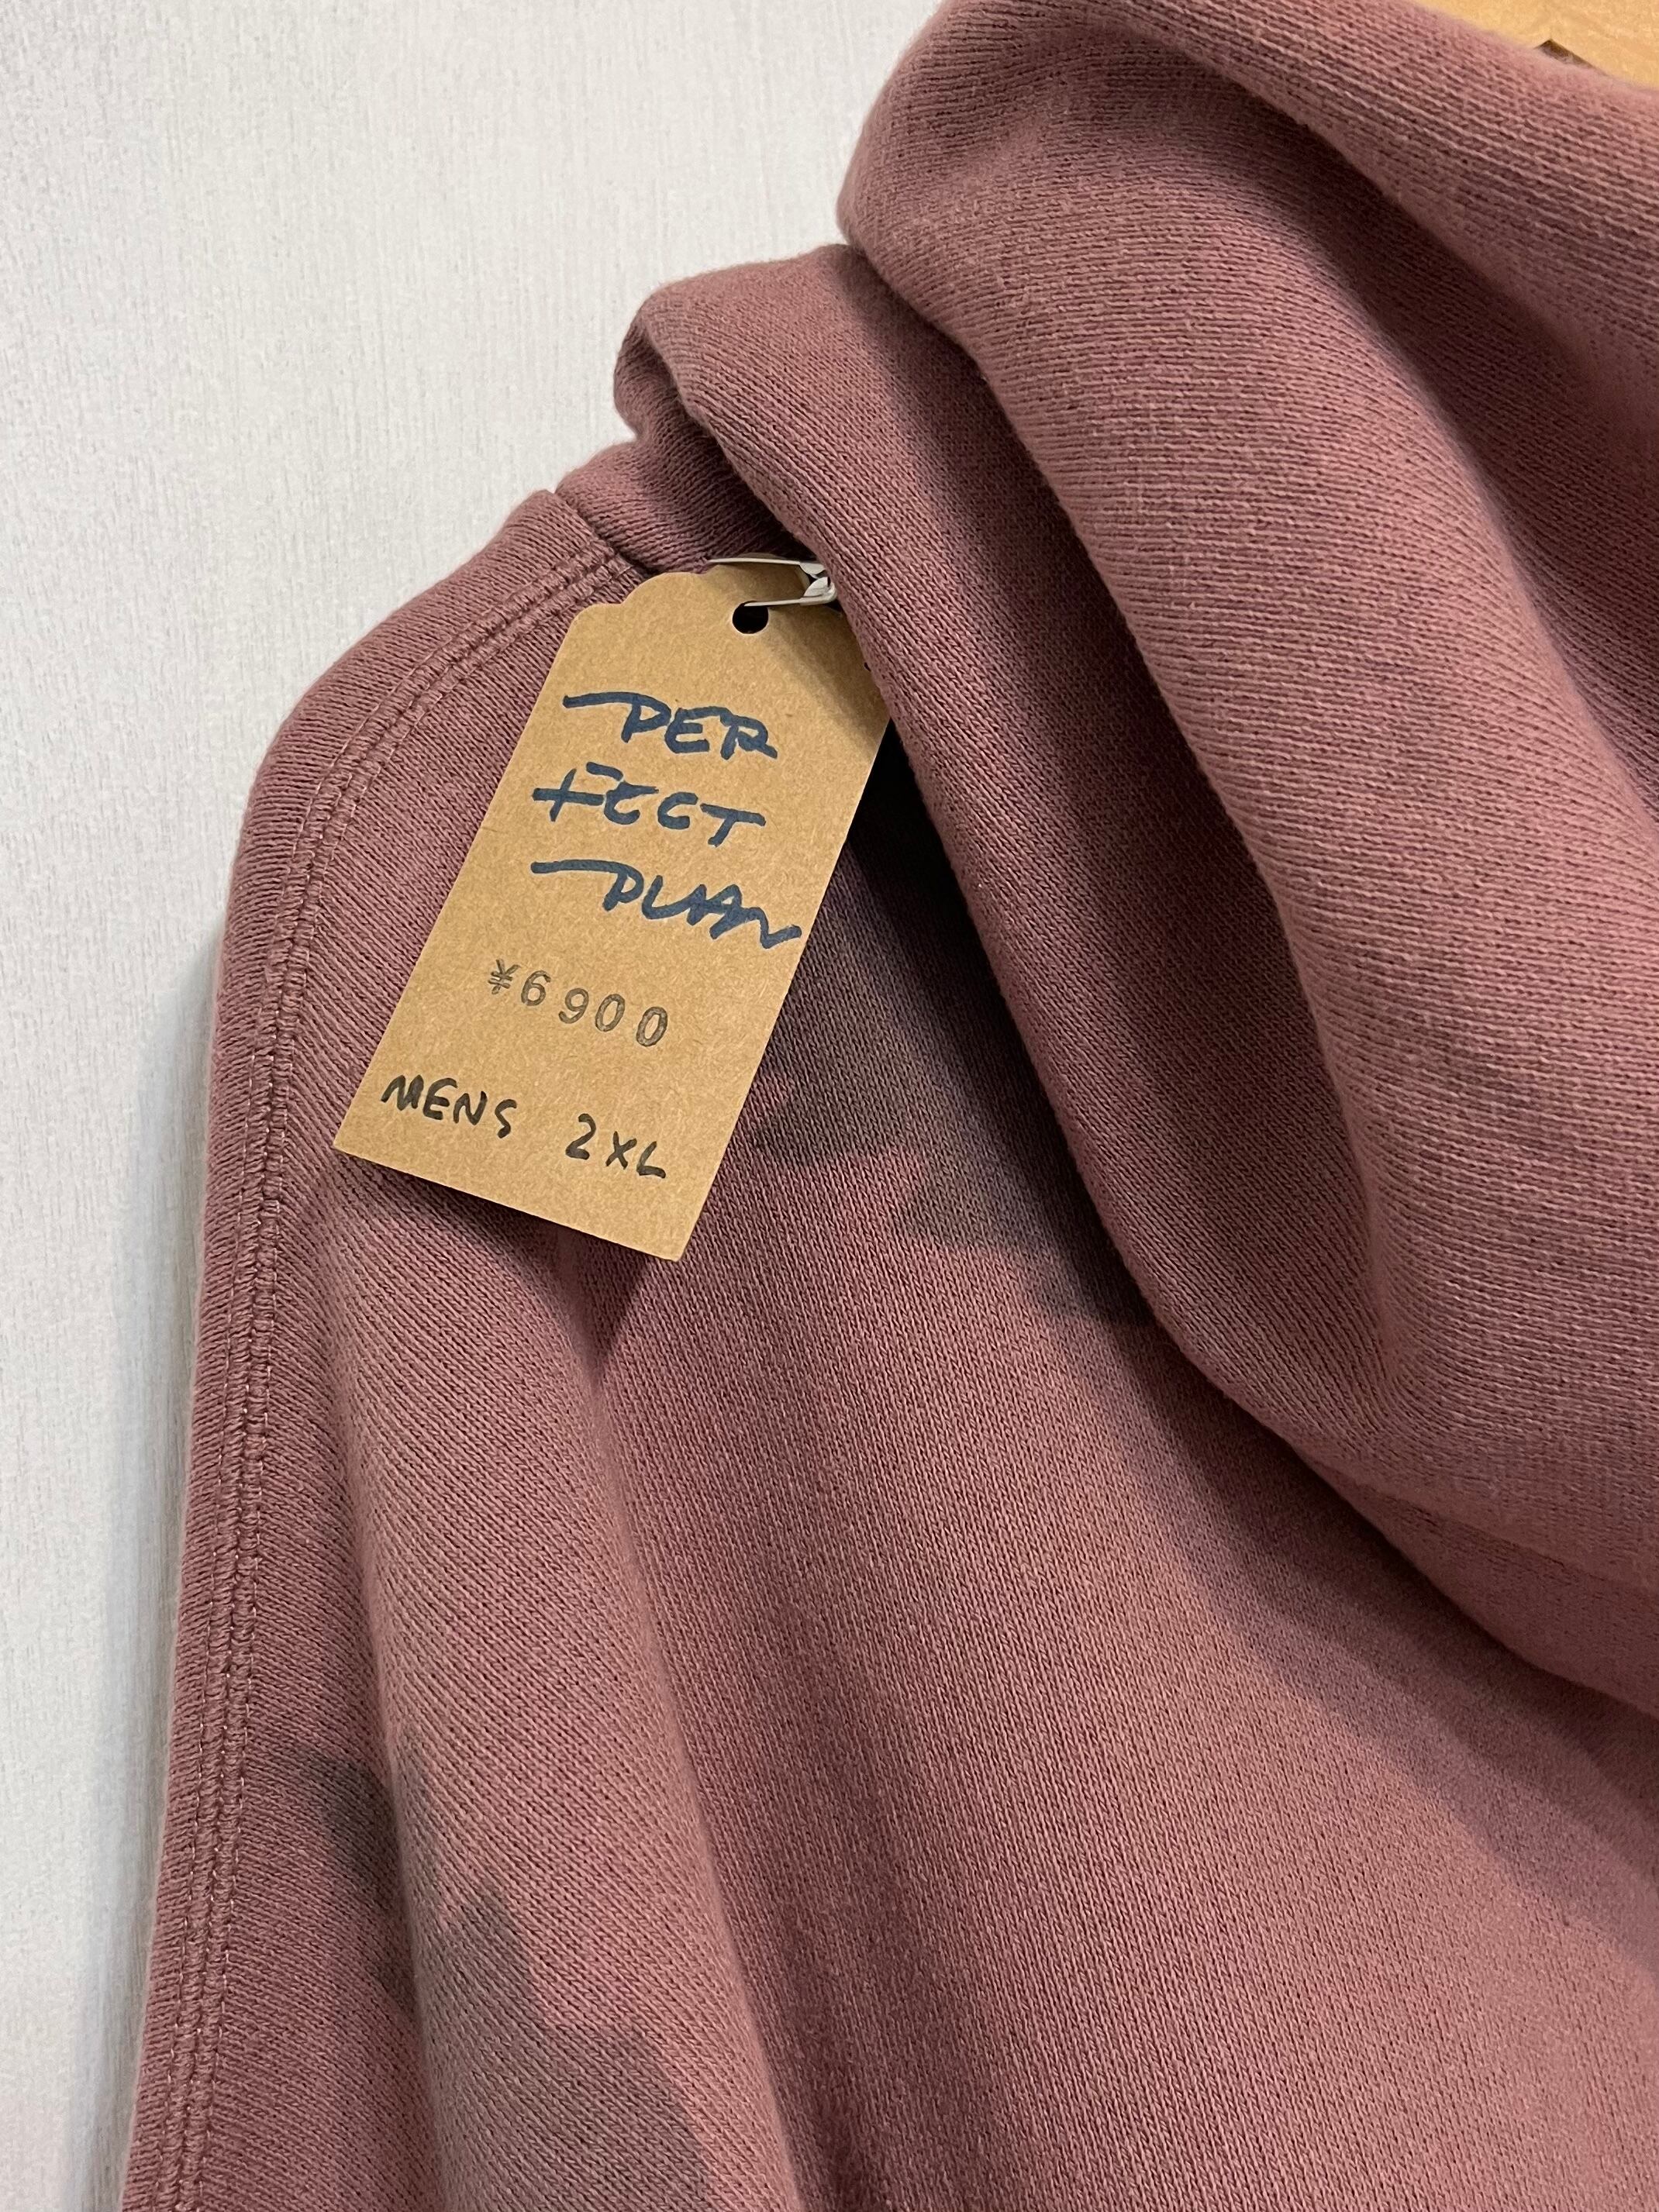 PER
FECT
PLAN
¥6900
MENS 2XL